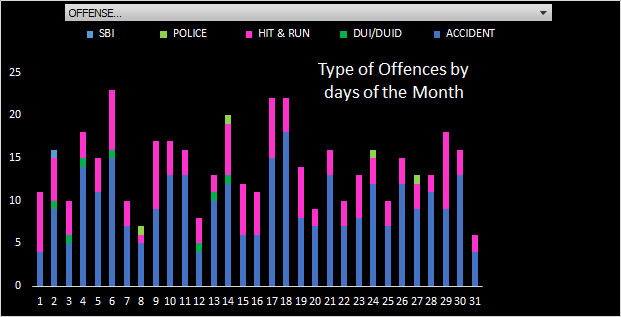 OFFENSE...
SBI POLICE HIT & RUN DUI/DUID ACCIDENT
Type of Offences by
days of the Month
25
20
15
10
5
0
1 2 3 4 5 6 7 8 9 10 11 12 13 14 15 16 17 18 19 20 21 22 23 24 25 26 27 28 29 30 31